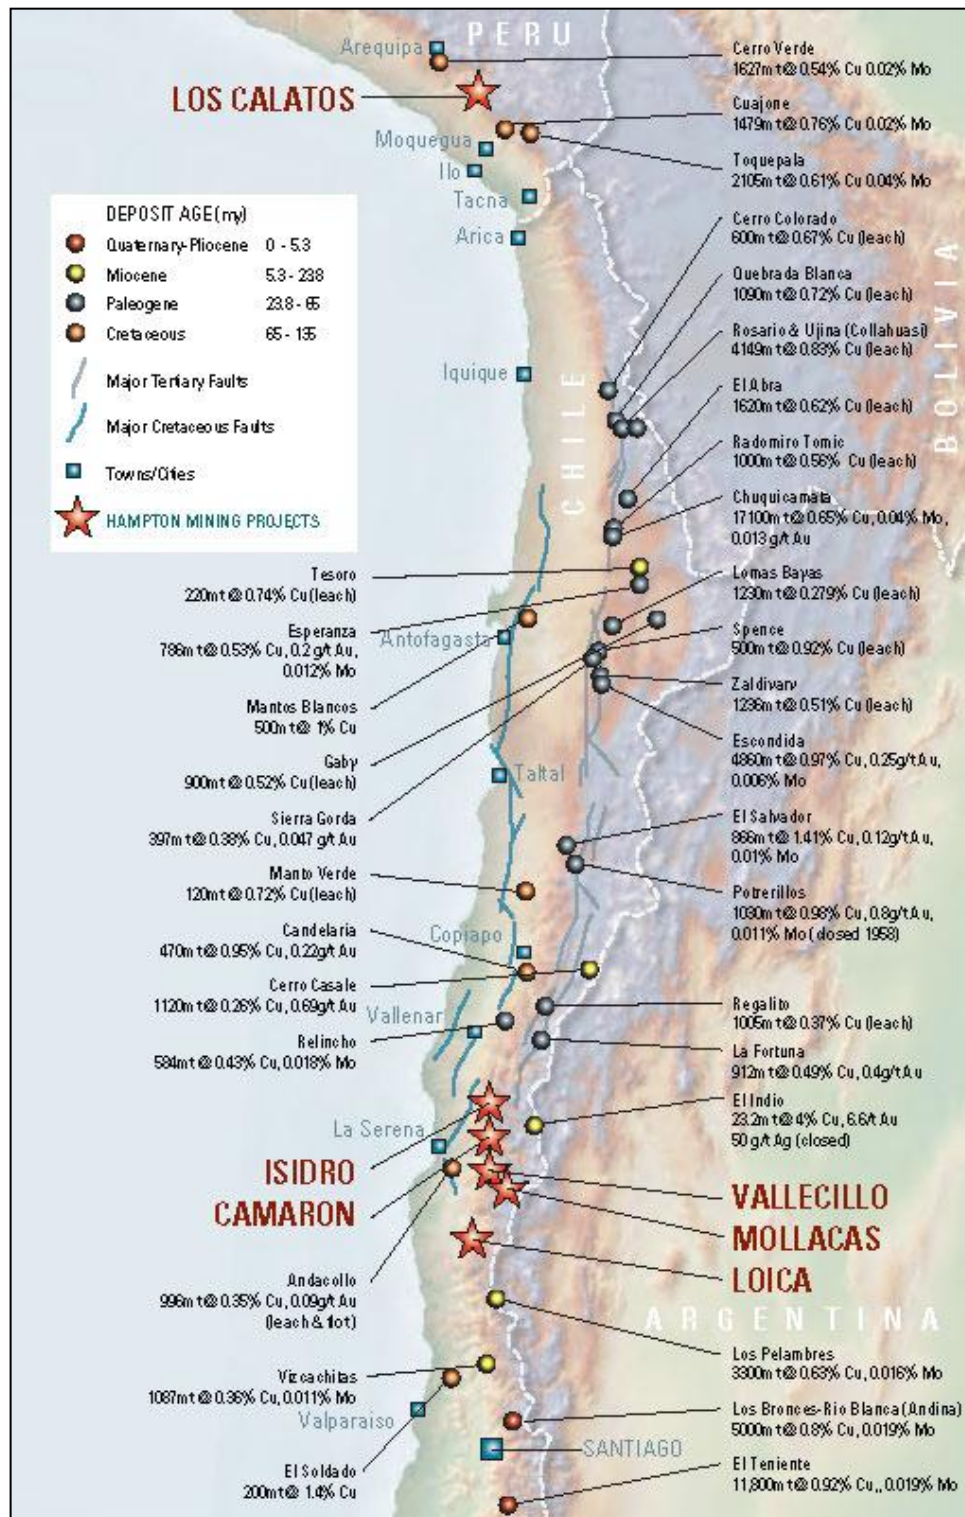 PERU
Arequipa
LOS CALATOS
Moquegua
Ilo
Tacna
Arica
Cerro Verde
1627mt@ 0.54% Cu 0.02% Mo
Cuajone
1479mt@ 0.76% Cu 0.02% Mo
Toquepala
2105mt@ 0.61% Cu 0.04% Mo
Cerro Colorado
600mt@ 0.67% Cu (leach)
Quebrada Blanca
1090mt@ 0.72% Cu (leach)
Rosario & Ujina (Collahuasi)
4149mt@ 0.83% Cu (leach)
El Abra
1620mt@ 0.62% Cu (leach)
Radomiro Tomic
1000mt@ 0.56% Cu (leach)
Chuquicamata
17100mt@ 0.65% Cu, 0.04% Mo,
0.013 g/t Au
Lomas Bayas
1230mt@ 0.279% Cu (leach)
Spence
500mt@ 0.92% Cu (leach)
Zaldivarv
1236mt@ 0.51% Cu (leach)
Escondida
4860mt@ 0.97% Cu, 0.25g/t Au,
0.006% Mo
El Salvador
866mt@ 1.41% Cu, 0.12g/t Au,
0.01% Mo
Potrerillos
1030mt@ 0.98% Cu, 0.8g/t Au,
0.011% Mo (closed 1958)
Regalito
1005mt@ 0.37% Cu (leach)
La Fortuna
912mt@ 0.49% Cu, 0.4g/t Au
El Indio
23.2mt@ 4% Cu, 6.6/t Au
50 g/t Ag (closed)
VALLECILLO
MOLLACAS
LOICA
ARGENTINA
Los Pelambres
3300mt@ 0.63% Cu, 0.016% Mo
Los Bronces-Rio Blanca (Andina)
5000mt@ 0.8% Cu, 0.019% Mo
El Teniente
11,800mt@ 0.92% Cu,, 0.019% Mo
BOLIVIA
CHILE
DEPOSIT AGE (my)
Quaternary-Pliocene 0 - 5.3
Miocene 5.3 - 23.8
Paleogene 23.8 - 65
Cretaceous 65 - 135
Major Tertiary Faults
Major Cretaceous Faults
Towns/Cities
HAMPTON MINING PROJECTS
Iquique
Tesoro
220mt@ 0.74% Cu (leach)
Esperanza
786mt@ 0.53% Cu, 0.2 g/t Au,
0.012% Mo
Antofagasta
Mantos Blancos
500mt@ 1% Cu
Gaby
900mt@ 0.52% Cu (leach)
Taltal
Sierra Gorda
397mt@ 0.38% Cu, 0.047 g/t Au
Manto Verde
120mt@ 0.72% Cu (leach)
Candelaria
470mt@ 0.95% Cu, 0.22g/t Au
Copiapo
Cerro Casale
1120mt@ 0.26% Cu, 0.69g/t Au
Vallenar
Relincho
584mt@ 0.43% Cu, 0.018% Mo
La Serena
ISIDRO
CAMARON
Andacollo
996mt@ 0.35% Cu, 0.09g/t Au
(leach & flot)
Vizcachitas
1087mt@ 0.36% Cu, 0.011% Mo
Valparaiso
SANTIAGO
El Soldado
200mt@ 1.4% Cu